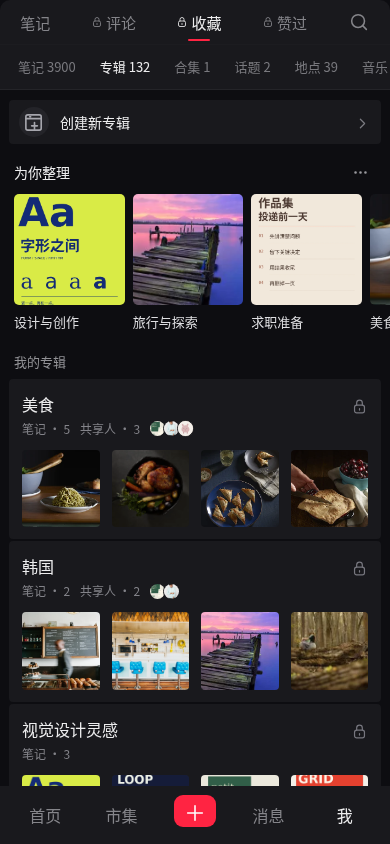 笔记 评论 收藏 赞过
笔记 3900 专辑 132 合集 1 话题 2 地点 39 音乐
创建新专辑
为你整理
Aa
字形之间
a a a a
作品集
投递前一天
设计与创作 旅行与探索 求职准备 美食
我的专辑
美食
笔记 · 5 共享人 · 3
韩国
笔记 · 2 共享人 · 2
视觉设计灵感
笔记 · 3
Aa LOOP GRID
首页 市集 消息 我